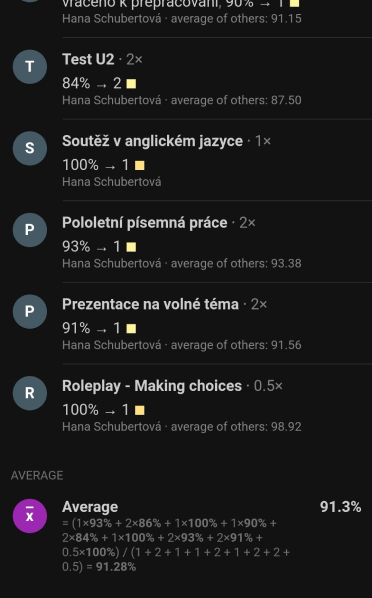 vráceno k přepracování, 90% → 1
Hana Schubertová · average of others: 91.15
T
Test U2 · 2×
84% → 2
Hana Schubertová · average of others: 87.50
S
Soutěž v anglickém jazyce · 1×
100% → 1
Hana Schubertová
P
Pololetní písemná práce · 2×
93% → 1
Hana Schubertová · average of others: 93.38
P
Prezentace na volné téma · 2×
91% → 1
Hana Schubertová · average of others: 91.56
R
Roleplay - Making choices · 0.5×
100% → 1
Hana Schubertová · average of others: 98.92
AVERAGE
x̄
Average 91.3%
= (1×93% + 2×86% + 1×100% + 1×90% +
2×84% + 1×100% + 2×93% + 2×91% +
0.5×100%) / (1 + 2 + 1 + 1 + 2 + 1 + 2 + 2 +
0.5) = 91.28%